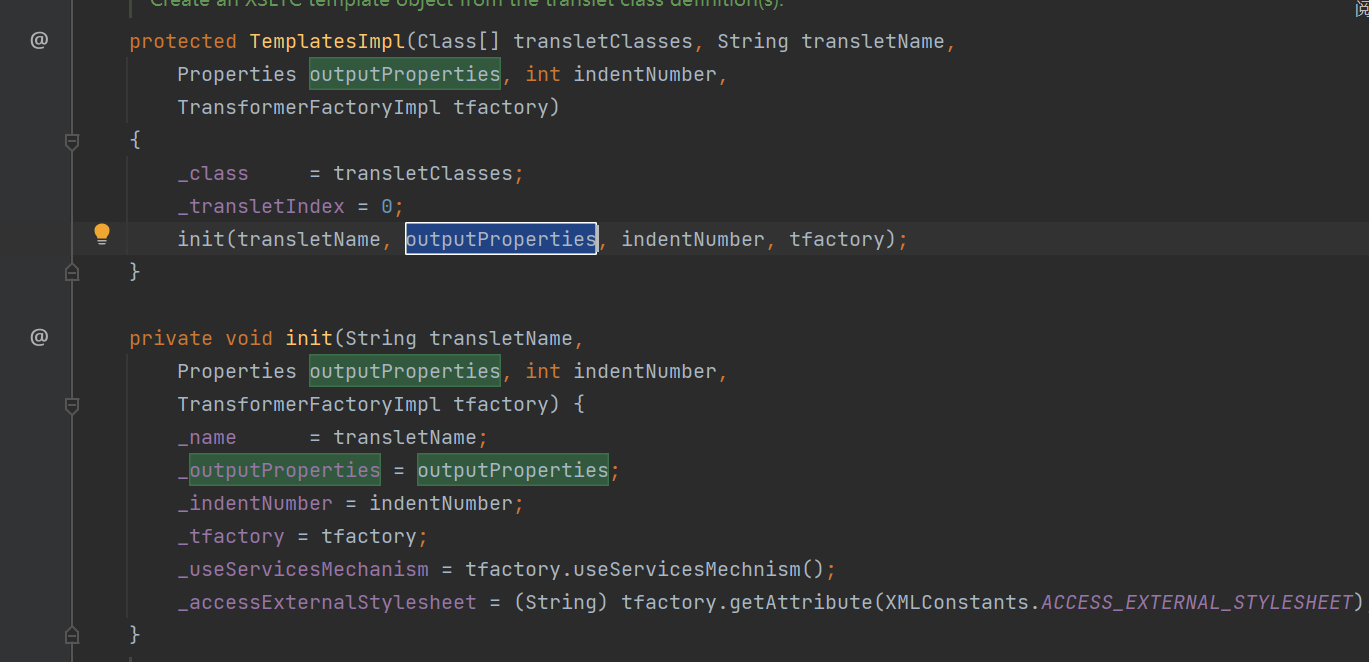 Create an XSLTC template object from the translet class definition(s).
@ protected TemplatesImpl(Class[] transletClasses, String transletName,
Properties outputProperties, int indentNumber,
TransformerFactoryImpl tfactory)
{
_class = transletClasses;
_transletIndex = 0;
init(transletName, outputProperties, indentNumber, tfactory);
}
@ private void init(String transletName,
Properties outputProperties, int indentNumber,
TransformerFactoryImpl tfactory) {
_name = transletName;
_outputProperties = outputProperties;
_indentNumber = indentNumber;
_tfactory = tfactory;
_useServicesMechanism = tfactory.useServicesMechnism();
_accessExternalStylesheet = (String) tfactory.getAttribute(XMLConstants.ACCESS_EXTERNAL_STYLESHEET)
}